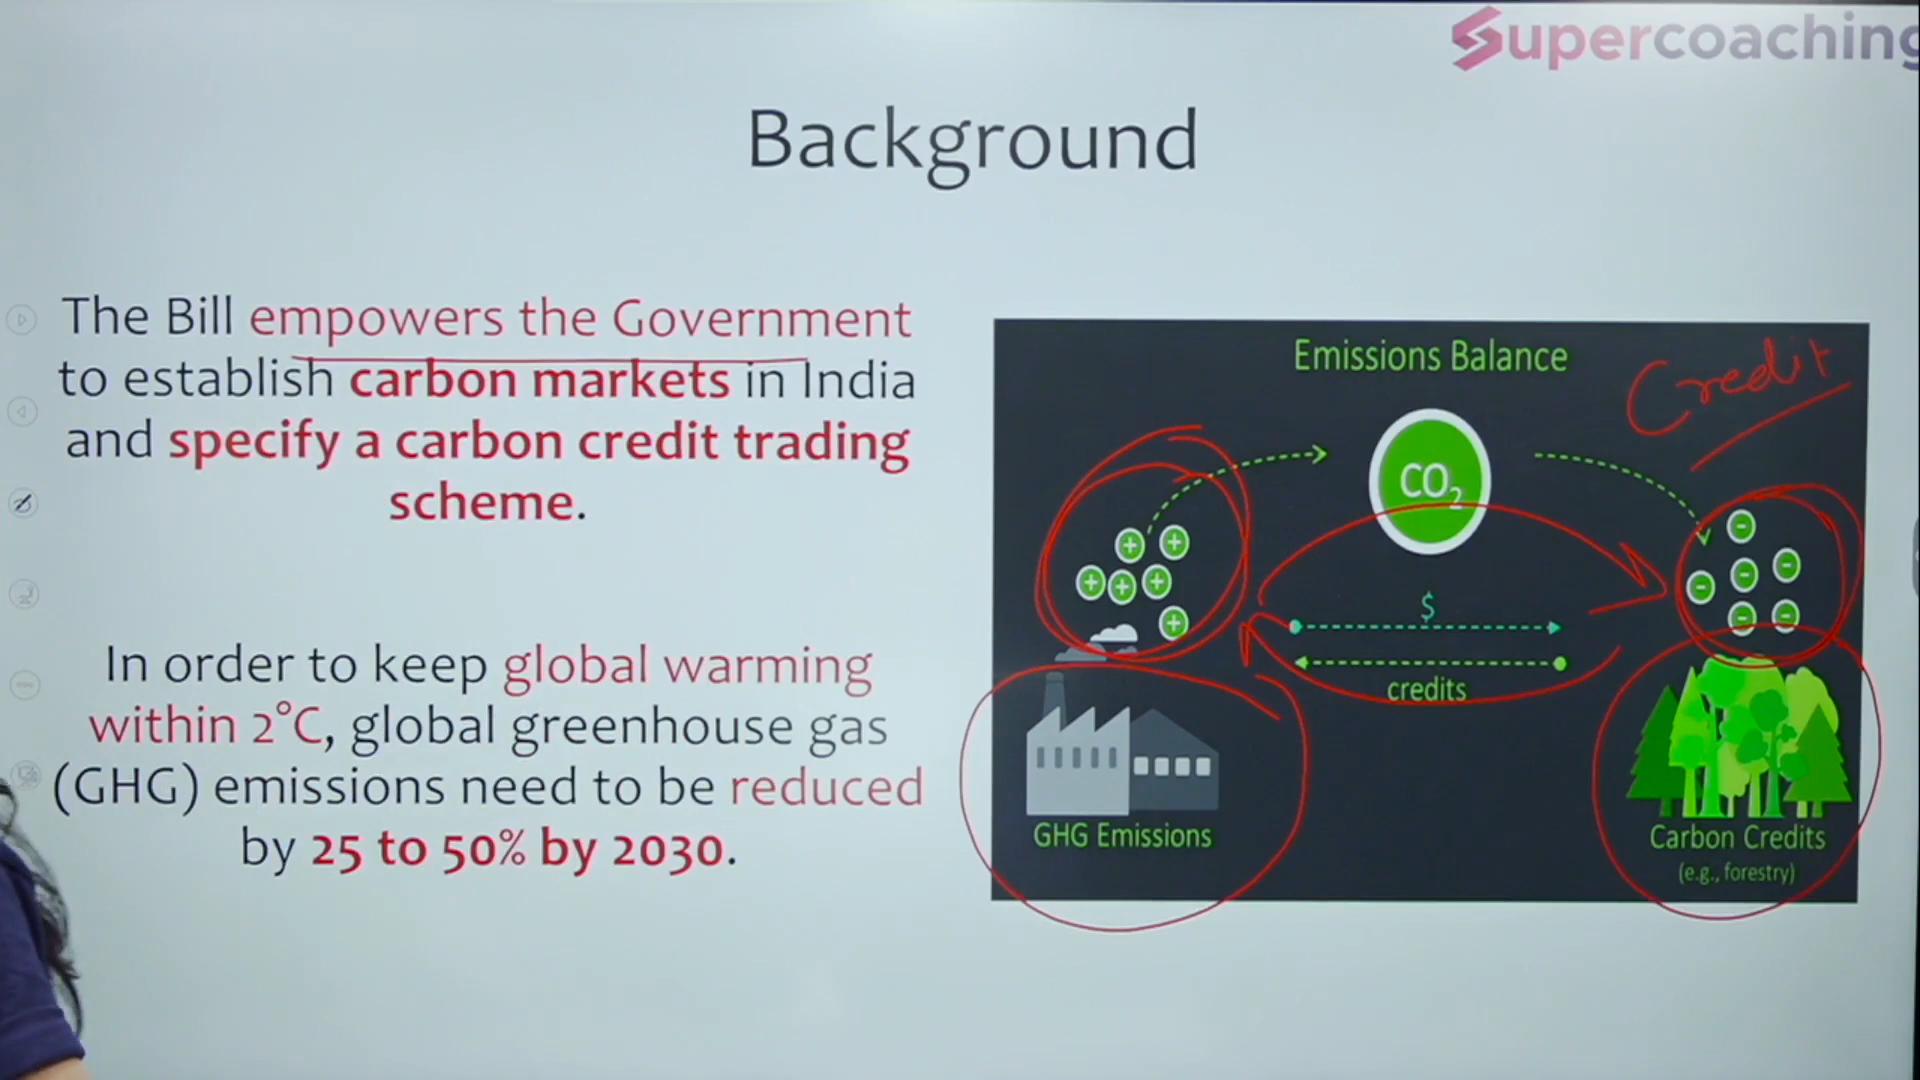 Supercoaching
Background
The Bill empowers the Government
to establish carbon markets in India
and specify a carbon credit trading
scheme.
In order to keep global warming
within 2°C, global greenhouse gas
(GHG) emissions need to be reduced
by 25 to 50% by 2030.
Emissions Balance
Credit
CO2
+ +
+ + +
+
-
- - -
- -
$
credits
GHG Emissions
Carbon Credits
(e.g., forestry)